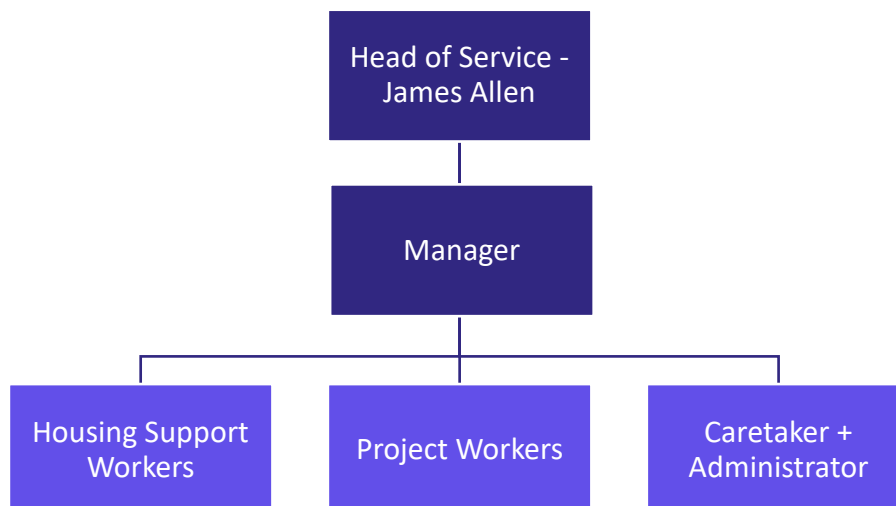 Head of Service -
James Allen
Manager
Housing Support
Workers
Project Workers
Caretaker +
Administrator